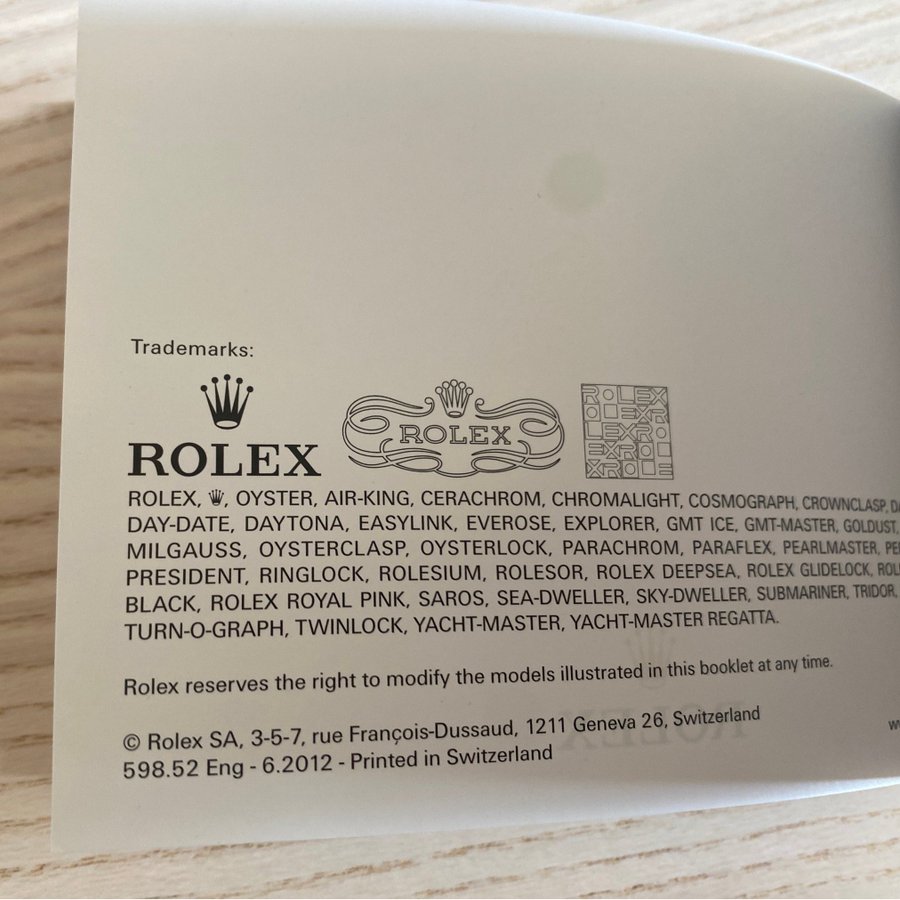 Trademarks:
ROLEX
ROLEX
ROLEX
OLEXR
LEXRO
EXROL
XROLE
ROLEX, , OYSTER, AIR-KING, CERACHROM, CHROMALIGHT, COSMOGRAPH, CROWNCLASP,
DAY-DATE, DAYTONA, EASYLINK, EVEROSE, EXPLORER, GMT ICE, GMT-MASTER, GOLDUST,
MILGAUSS, OYSTERCLASP, OYSTERLOCK, PARACHROM, PARAFLEX, PEARLMASTER,
PRESIDENT, RINGLOCK, ROLESIUM, ROLESOR, ROLEX DEEPSEA, ROLEX GLIDELOCK,
BLACK, ROLEX ROYAL PINK, SAROS, SEA-DWELLER, SKY-DWELLER, SUBMARINER, TRIDOR,
TURN-O-GRAPH, TWINLOCK, YACHT-MASTER, YACHT-MASTER REGATTA.
Rolex reserves the right to modify the models illustrated in this booklet at any time.
© Rolex SA, 3-5-7, rue François-Dussaud, 1211 Geneva 26, Switzerland
598.52 Eng - 6.2012 - Printed in Switzerland